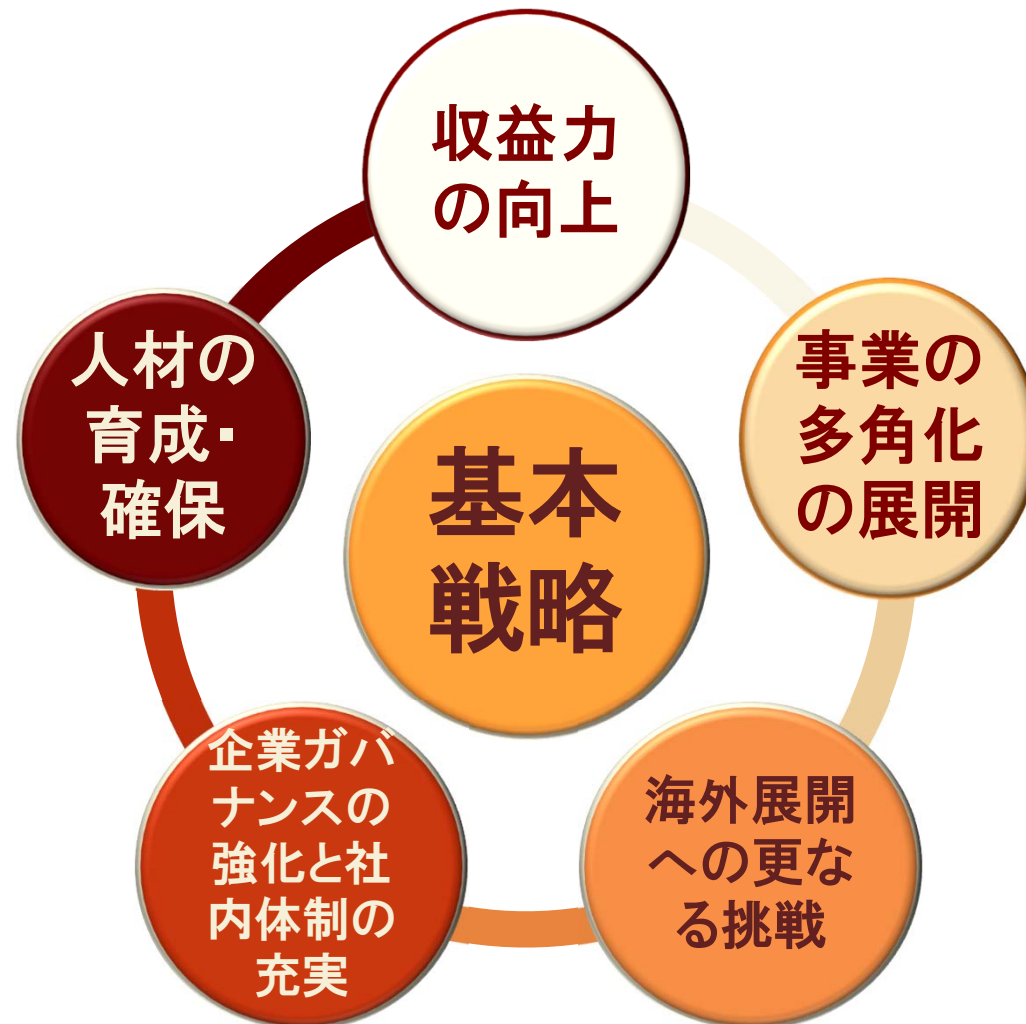 収益力
の向上
事業の
多角化
の展開
海外展開
への更な
る挑戦
企業ガバ
ナンスの
強化と社
内体制の
充実
人材の
育成・
確保
基本
戦略